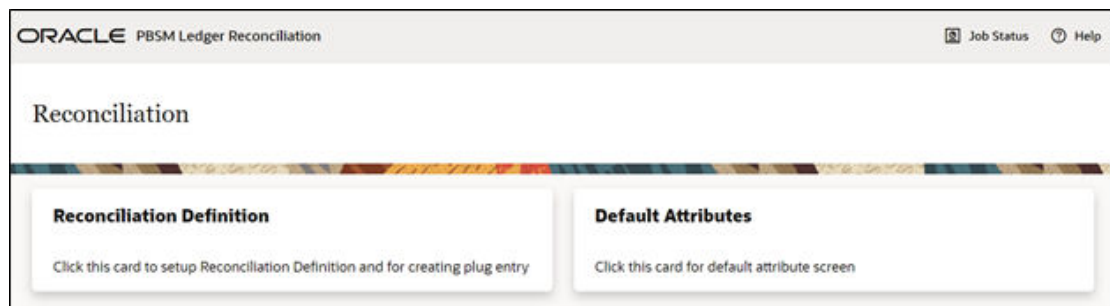 ORACLE PBSM Ledger Reconciliation Job Status Help
Reconciliation
Reconciliation Definition
Click this card to setup Reconciliation Definition and for creating plug entry
Default Attributes
Click this card for default attribute screen